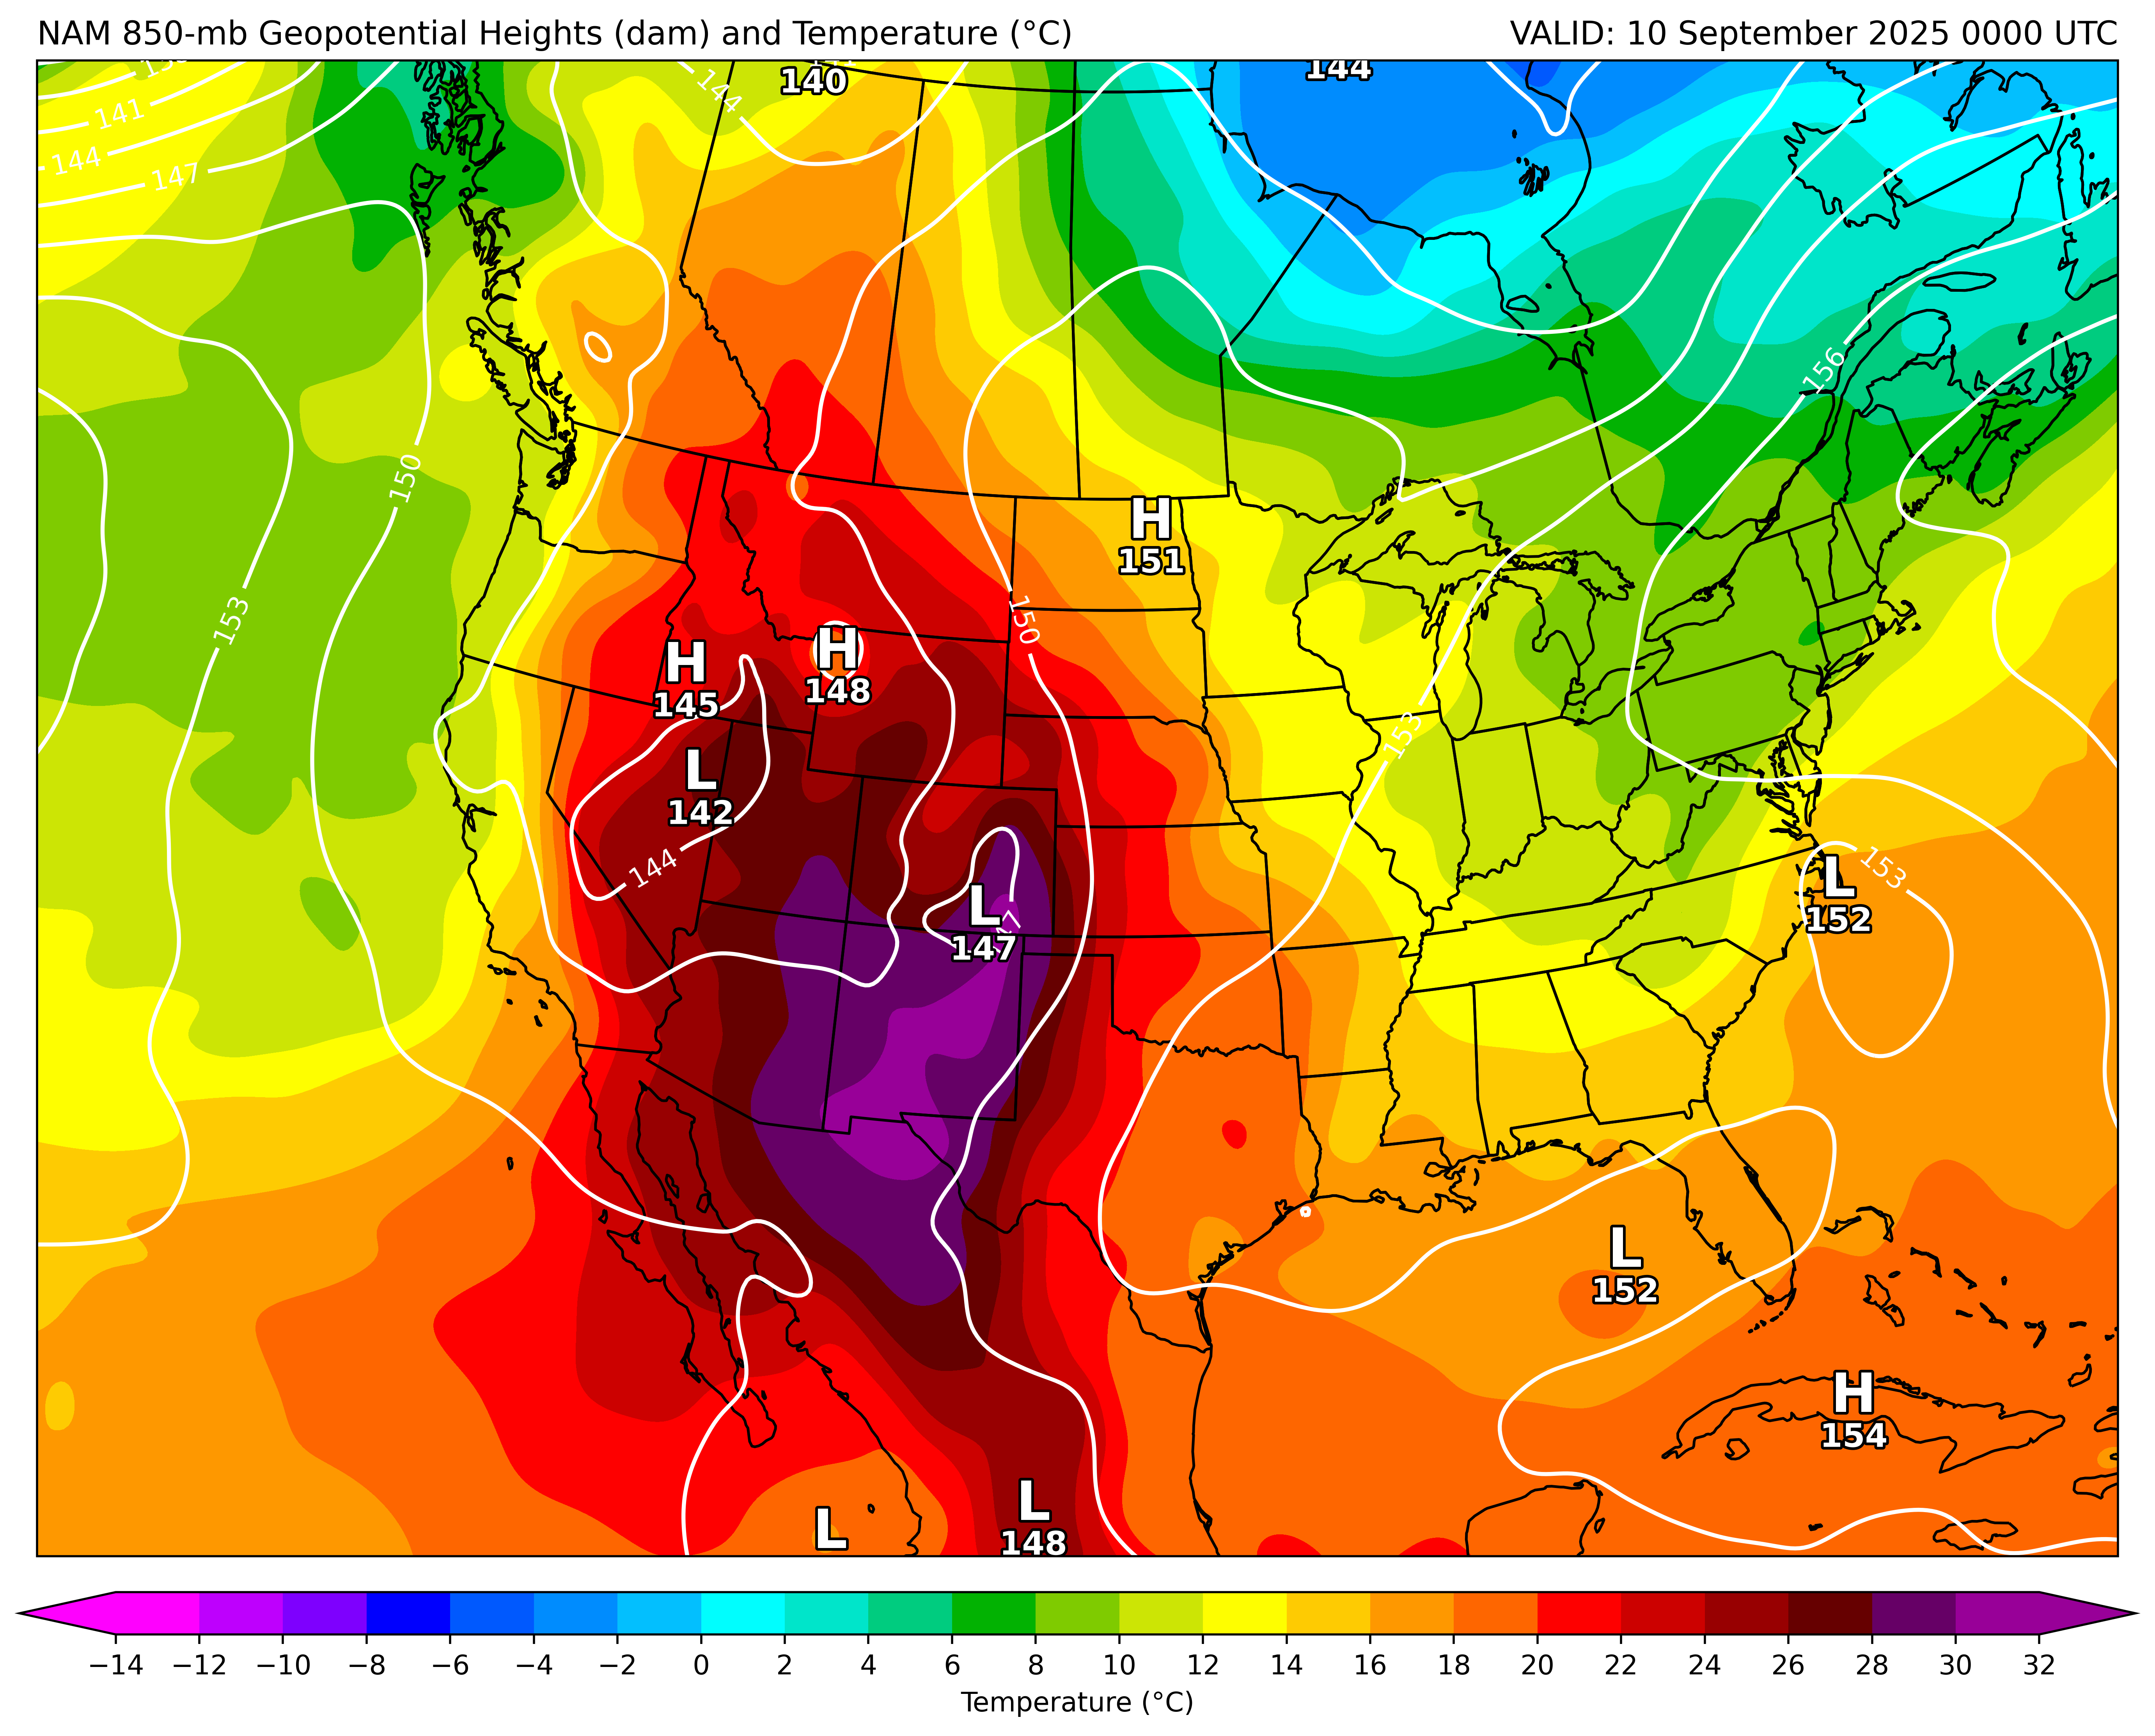 NAM 850-mb Geopotential Heights (dam) and Temperature (°C) VALID: 10 September 2025 0000 UTC
140
144
144
141
144
147
156
150
H
151
150
153
H
145
H
148
153
L
142
144
L
147
L
152
153
L
152
H
154
L
148
L
−14 −12 −10 −8 −6 −4 −2 0 2 4 6 8 10 12 14 16 18 20 22 24 26 28 30 32
Temperature (°C)